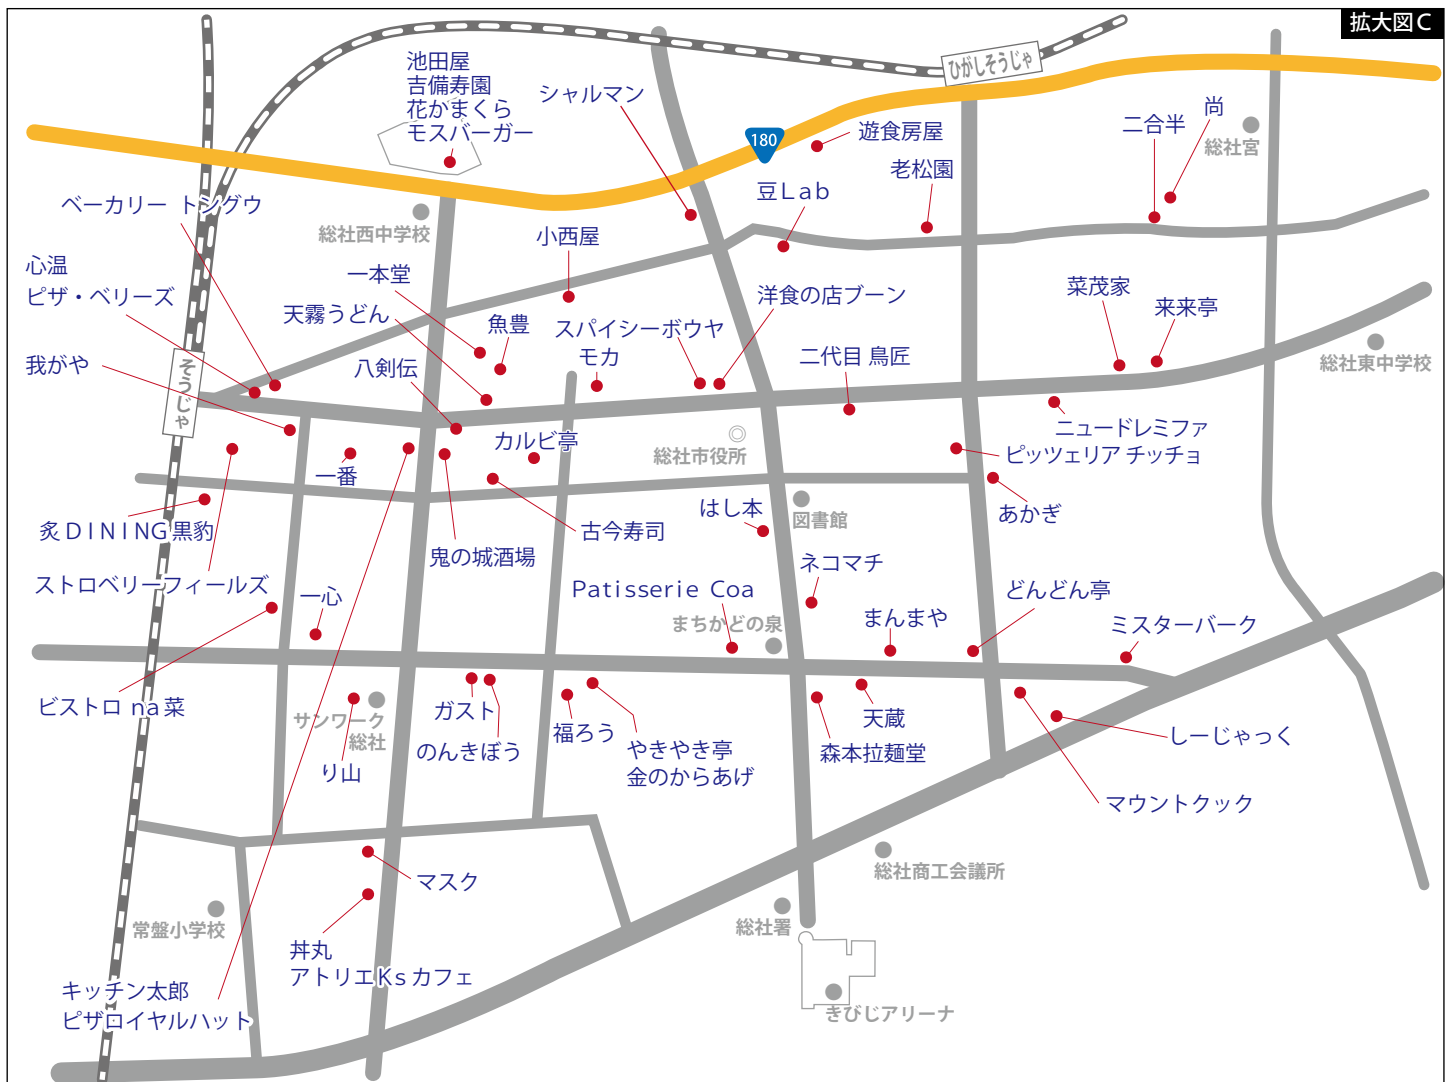 拡大図C
ひがしそうじゃ
池田屋
吉備寿園
花かまくら
モスバーガー
シャルマン
180
遊食房屋
尚
二合半
総社宮
老松園
豆Lab
ベーカリー トングウ
総社西中学校
小西屋
心温
ピザ・ベリーズ
一本堂
天霧うどん
魚豊
洋食の店ブーン
スパイシーボウヤ
モカ
菜茂家
来来亭
二代目 鳥匠
総社東中学校
我がや
八剣伝
そうじゃ
カルビ亭
総社市役所
ニュードレミファ
ピッツェリア チッチョ
一番
はし本
図書館
あかぎ
炙DINING黒豹
古今寿司
鬼の城酒場
ネコマチ
ストロベリーフィールズ
一心
Patisserie Coa
どんどん亭
まちかどの泉
まんまや
ミスターバーク
ビストロ na菜
サンワーク
総社
ガスト
のんきぼう
福ろう
天蔵
しーじゃっく
やきやき亭
金のからあげ
森本拉麺堂
り山
マウントクック
マスク
総社商工会議所
常盤小学校
総社署
丼丸
アトリエKsカフェ
キッチン太郎
ピザロイヤルハット
きびじアリーナ